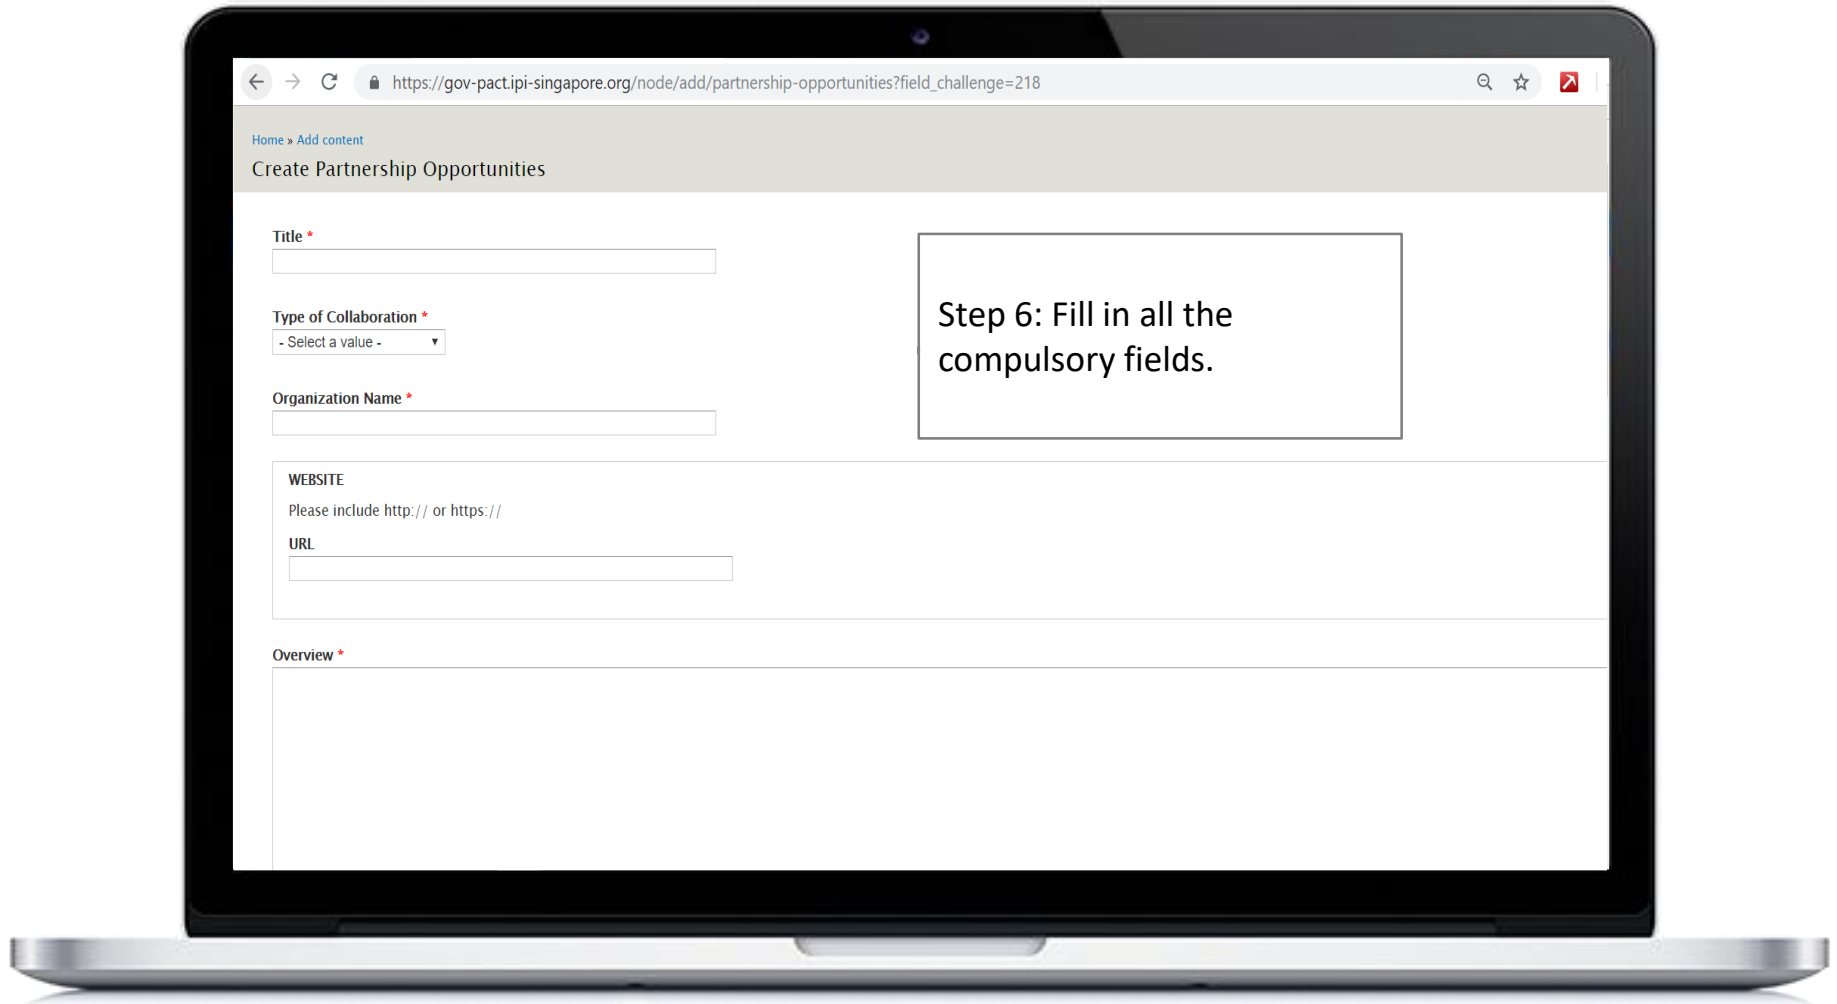 https://gov-pact.ipi-singapore.org/node/add/partnership-opportunities?field_challenge=218
Home » Add content
Create Partnership Opportunities
Title *
Type of Collaboration *
- Select a value -
Organization Name *
Step 6: Fill in all the
compulsory fields.
WEBSITE
Please include http:// or https://
URL
Overview *